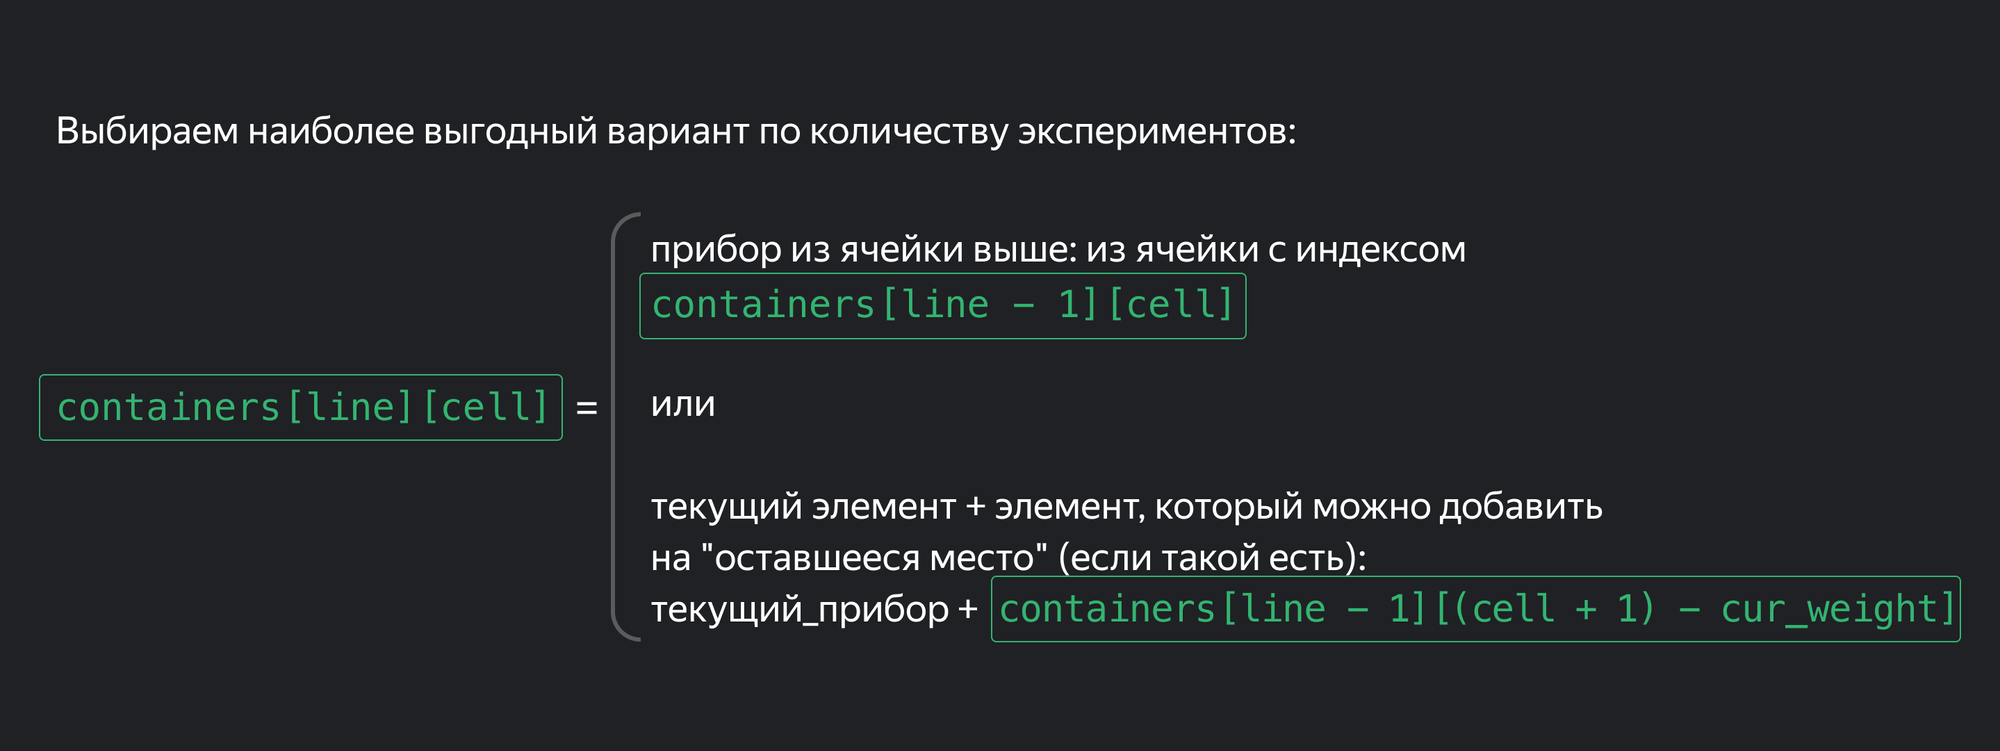 Выбираем наиболее выгодный вариант по количеству экспериментов:
containers[line][cell] =
прибор из ячейки выше: из ячейки с индексом
containers[line − 1][cell]
или
текущий элемент + элемент, который можно добавить
на "оставшееся место" (если такой есть):
текущий_прибор + containers[line − 1][(cell + 1) − cur_weight]